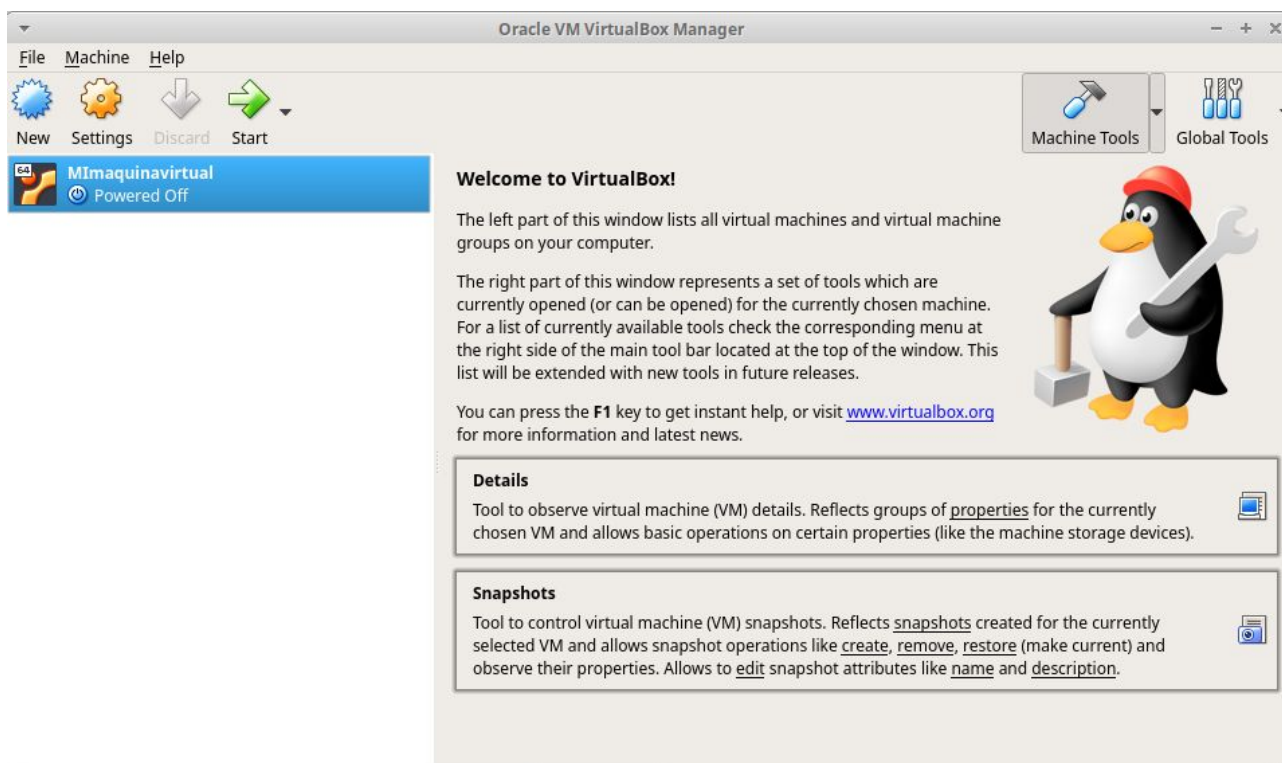 Oracle VM VirtualBox Manager
File Machine Help
New Settings Discard Start Machine Tools Global Tools
64
MImaquinavirtual
Powered Off
Welcome to VirtualBox!
The left part of this window lists all virtual machines and virtual machine
groups on your computer.
The right part of this window represents a set of tools which are
currently opened (or can be opened) for the currently chosen machine.
For a list of currently available tools check the corresponding menu at
the right side of the main tool bar located at the top of the window. This
list will be extended with new tools in future releases.
You can press the F1 key to get instant help, or visit www.virtualbox.org
for more information and latest news.
Details
Tool to observe virtual machine (VM) details. Reflects groups of properties for the currently
chosen VM and allows basic operations on certain properties (like the machine storage devices).
Snapshots
Tool to control virtual machine (VM) snapshots. Reflects snapshots created for the currently
selected VM and allows snapshot operations like create, remove, restore (make current) and
observe their properties. Allows to edit snapshot attributes like name and description.